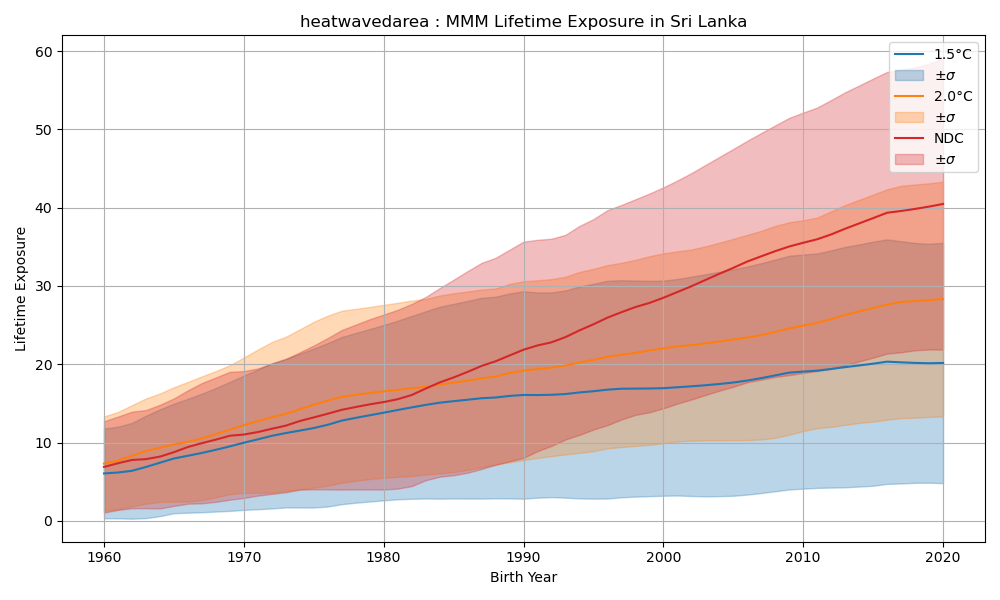 heatwavedarea : MMM Lifetime Exposure in Sri Lanka
60
50
40
30
20
10
0
Lifetime Exposure
1.5°C
±σ
2.0°C
±σ
NDC
±σ
1960 1970 1980 1990 2000 2010 2020
Birth Year